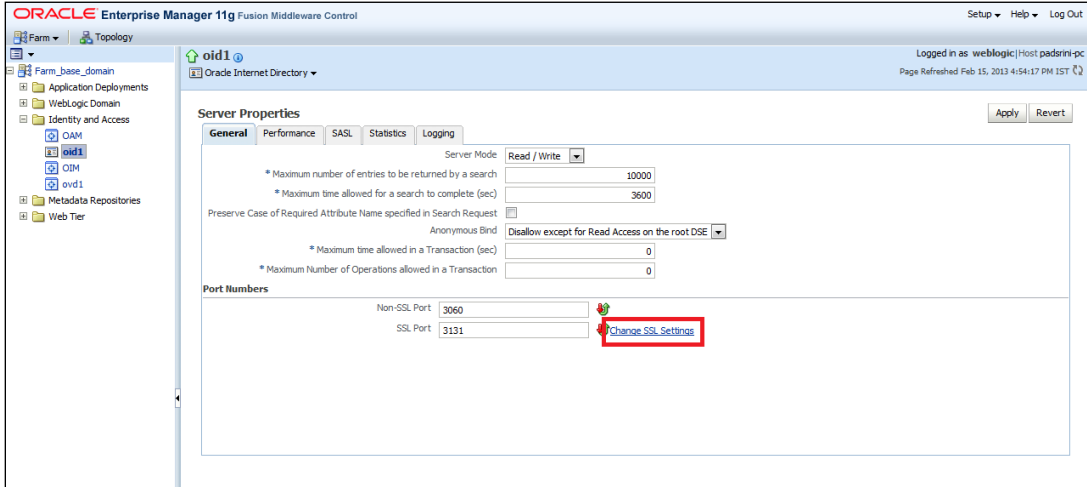 ORACLE Enterprise Manager 11g Fusion Middleware Control
Setup Help Log Out
Farm Topology
Farm_base_domain
Application Deployments
WebLogic Domain
Identity and Access
OAM
oid1
OIM
ovd1
Metadata Repositories
Web Tier
oid1
Logged in as weblogic|Host padsrini-pc
Oracle Internet Directory
Page Refreshed Feb 15, 2013 4:54:17 PM IST
Server Properties
Apply Revert
General Performance SASL Statistics Logging
Server Mode Read / Write
* Maximum number of entries to be returned by a search 10000
* Maximum time allowed for a search to complete (sec) 3600
Preserve Case of Required Attribute Name specified in Search Request
Anonymous Bind Disallow except for Read Access on the root DSE
* Maximum time allowed in a Transaction (sec) 0
* Maximum Number of Operations allowed in a Transaction 0
Port Numbers
Non-SSL Port 3060
SSL Port 3131 Change SSL Settings